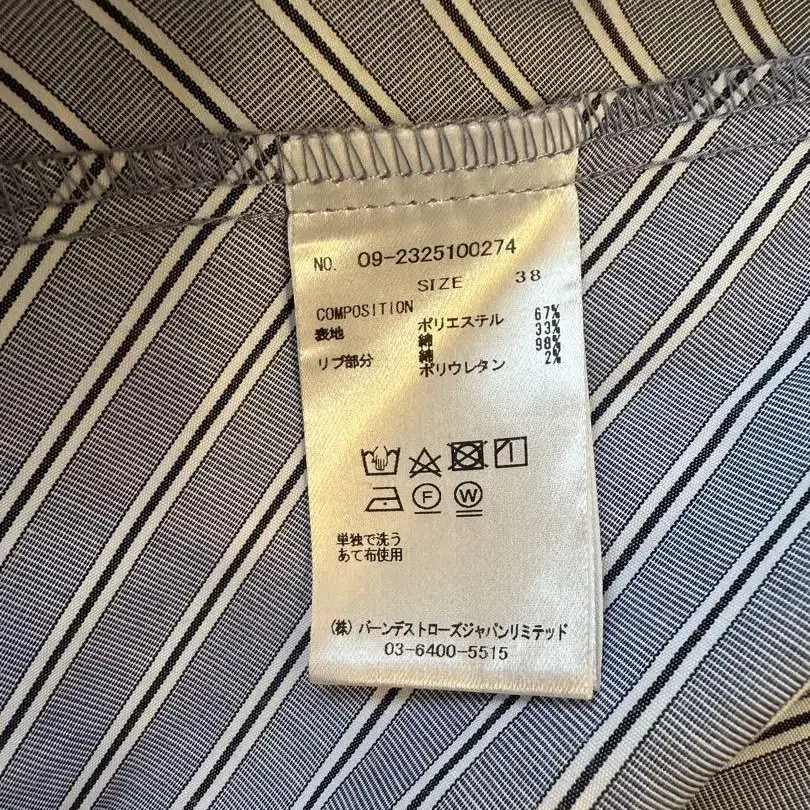 NO. 09-2325100274
SIZE 38
COMPOSITION
表地 ポリエステル 67%
綿 33%
リブ部分 綿 98%
ポリウレタン 2%
F W
単独で洗う
あて布使用
(株) バーンデストローズジャパンリミテッド
03-6400-5515